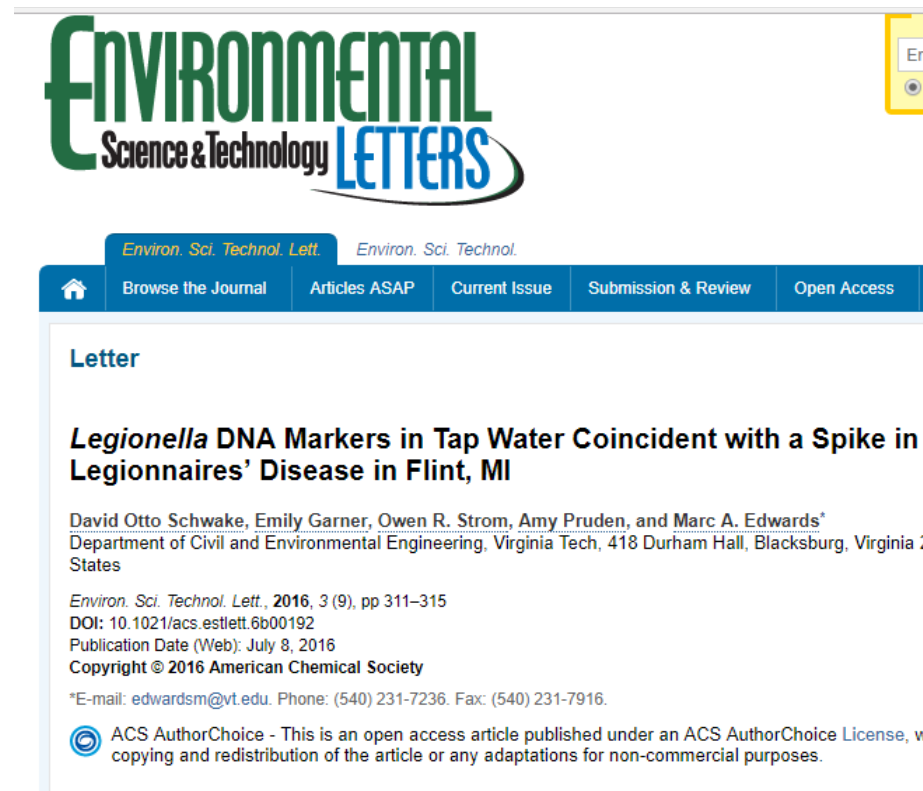 ENVIRONMENTAL
Science & Technology LETTERS
Environ. Sci. Technol. Lett. Environ. Sci. Technol.
Browse the Journal Articles ASAP Current Issue Submission & Review Open Access
Letter
Legionella DNA Markers in Tap Water Coincident with a Spike in
Legionnaires’ Disease in Flint, MI
David Otto Schwake, Emily Garner, Owen R. Strom, Amy Pruden, and Marc A. Edwards*
Department of Civil and Environmental Engineering, Virginia Tech, 418 Durham Hall, Blacksburg, Virginia
States
Environ. Sci. Technol. Lett., 2016, 3 (9), pp 311–315
DOI: 10.1021/acs.estlett.6b00192
Publication Date (Web): July 8, 2016
Copyright © 2016 American Chemical Society
*E-mail: edwardsm@vt.edu. Phone: (540) 231-7236. Fax: (540) 231-7916.
ACS AuthorChoice - This is an open access article published under an ACS AuthorChoice License,
copying and redistribution of the article or any adaptations for non-commercial purposes.